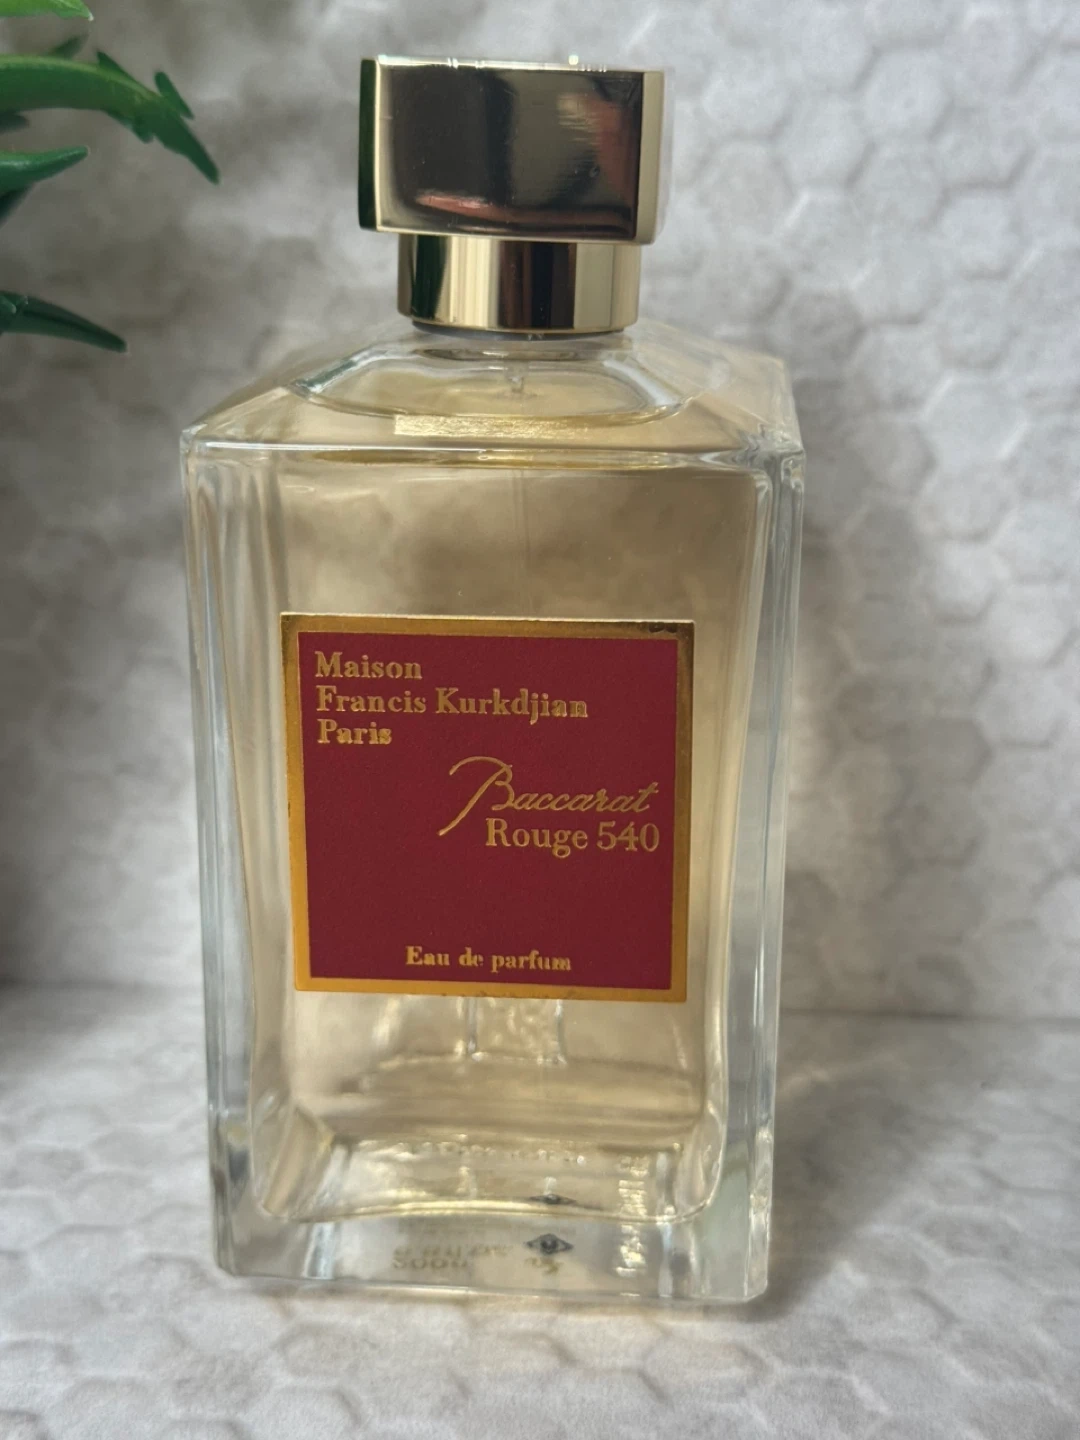 Maison
Francis Kurkdjian
Paris
Baccarat
Rouge 540
Eau de parfum